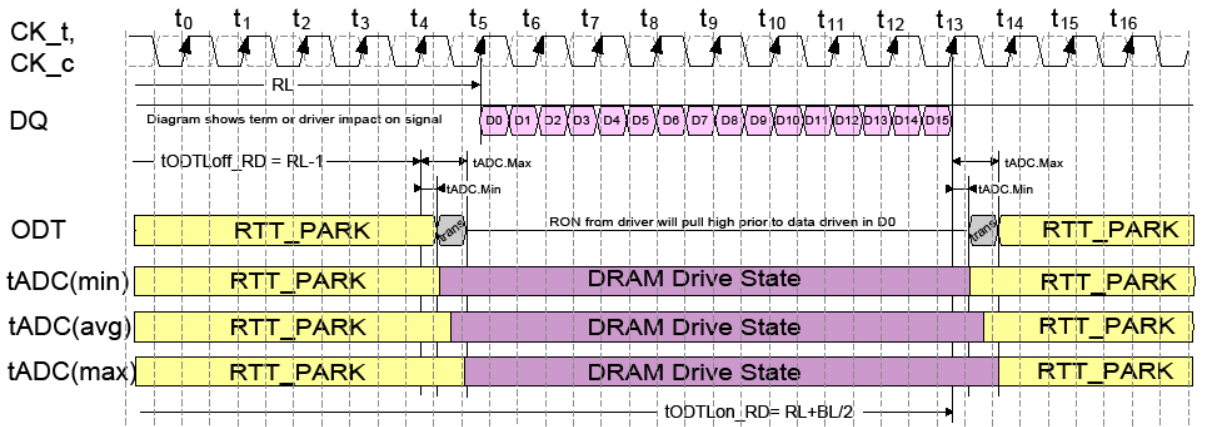 t0 t1 t2 t3 t4 t5 t6 t7 t8 t9 t10 t11 t12 t13 t14 t15 t16
CK_t,
CK_c
RL
DQ
Diagram shows term or driver impact on signal
D0 D1 D2 D3 D4 D5 D6 D7 D8 D9 D10 D11 D12 D13 D14 D15
tODTLoff_RD = RL-1
tADC.Max
tADC.Max
tADC.Min
tADC.Min
ODT
RTT_PARK
trans
RON from driver will pull high prior to data driven in D0
trans
RTT_PARK
tADC(min)
RTT_PARK
DRAM Drive State
RTT_PARK
tADC(avg)
RTT_PARK
DRAM Drive State
RTT_PARK
tADC(max)
RTT_PARK
DRAM Drive State
RTT_PARK
tODTLon_RD= RL+BL/2